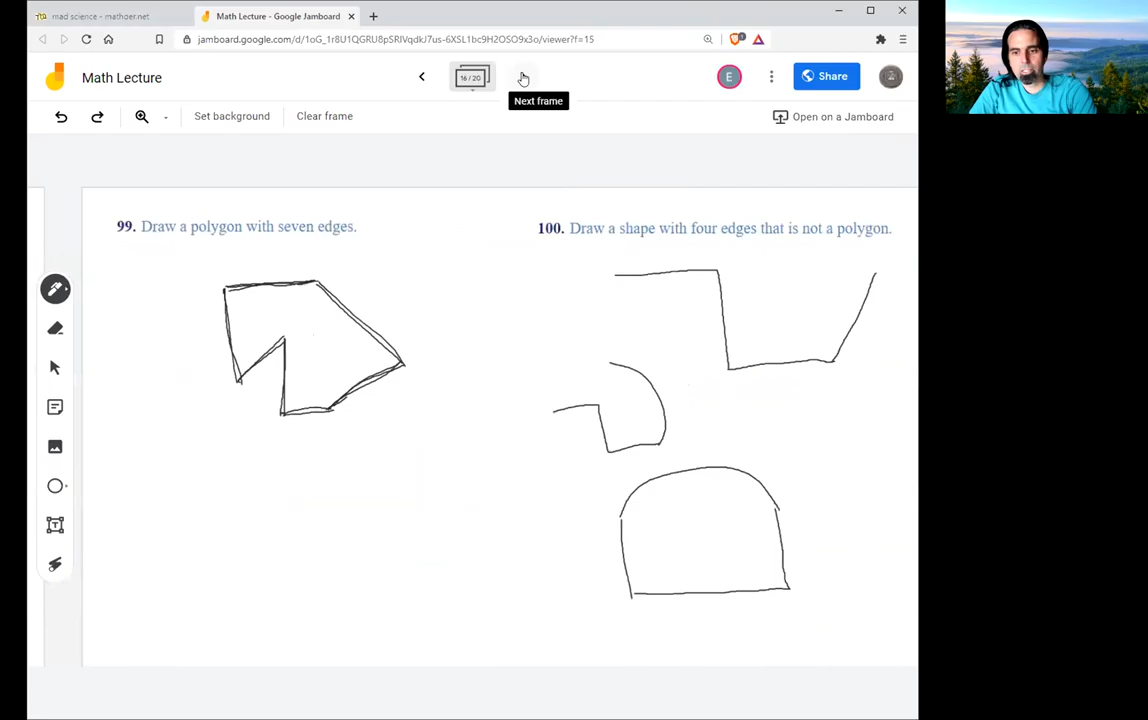 mad science - mathoer.net
Math Lecture - Google Jamboard
jamboard.google.com/d/1oG_1r8U1QGRU8pSRIVqdkJ7us-6XSL1bc9H2OSO9x3o/viewer?f=15
Math Lecture
16 / 20
E
Share
Next frame
Set background
Clear frame
Open on a Jamboard
99. Draw a polygon with seven edges.
100. Draw a shape with four edges that is not a polygon.